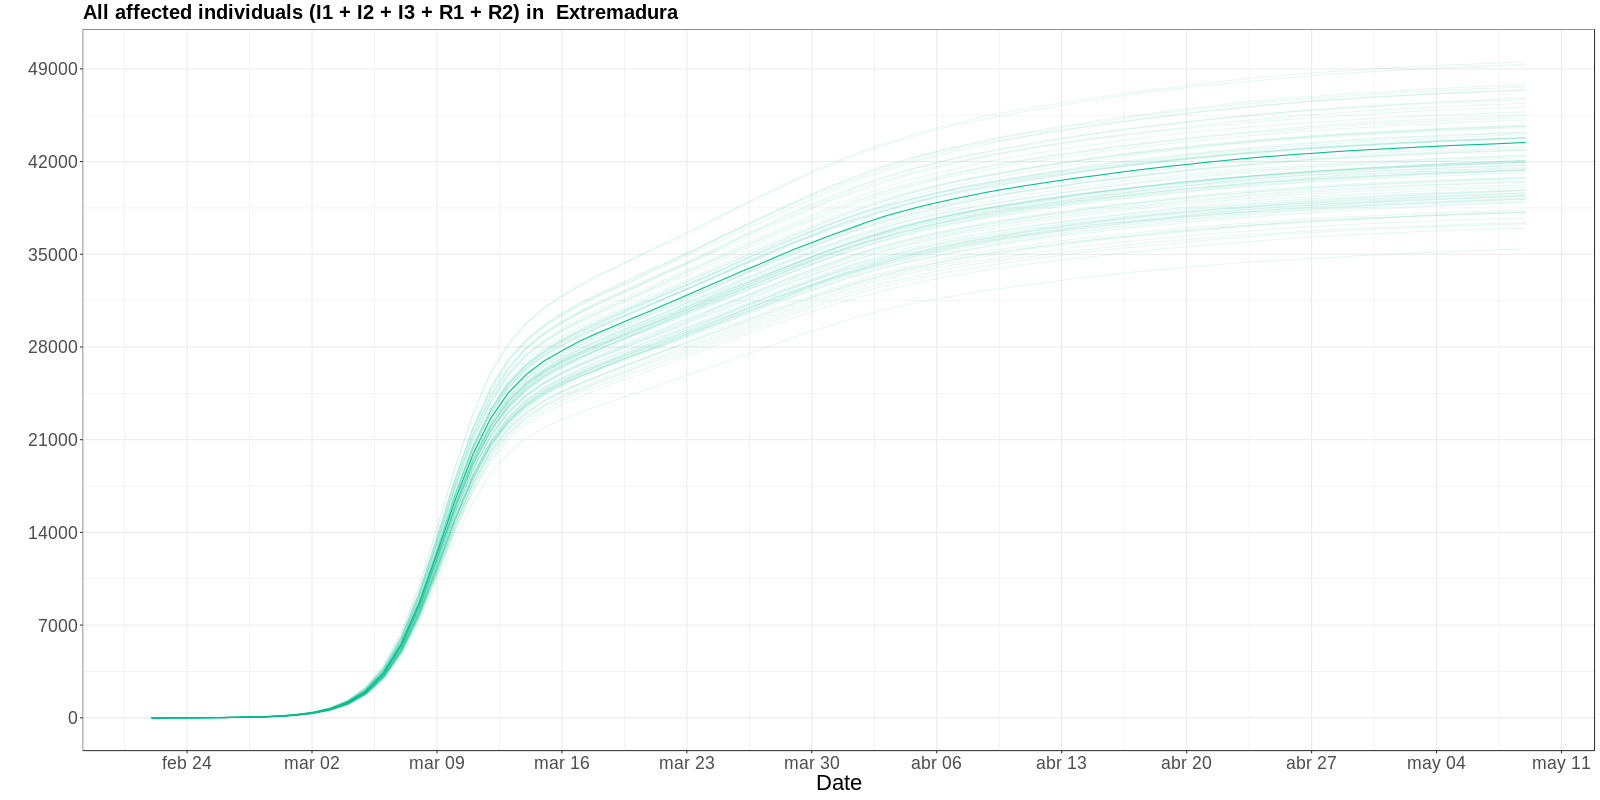 All affected individuals (I1 + I2 + I3 + R1 + R2) in  Extremadura
49000
42000
35000
28000
21000
14000
7000
0
feb 24 mar 02 mar 09 mar 16 mar 23 mar 30 abr 06 abr 13 abr 20 abr 27 may 04 may 11
Date